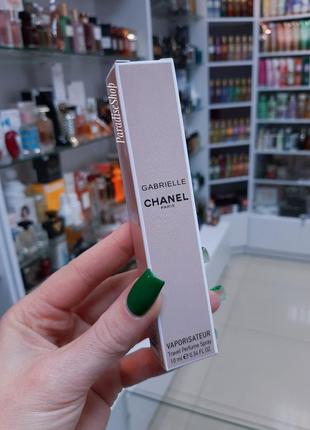 ParadiseShop
GABRIELLE
CHANEL
PARIS
VAPORISATEUR
Travel Perfume Spray
10 ml ℮ 0.34 FL. OZ